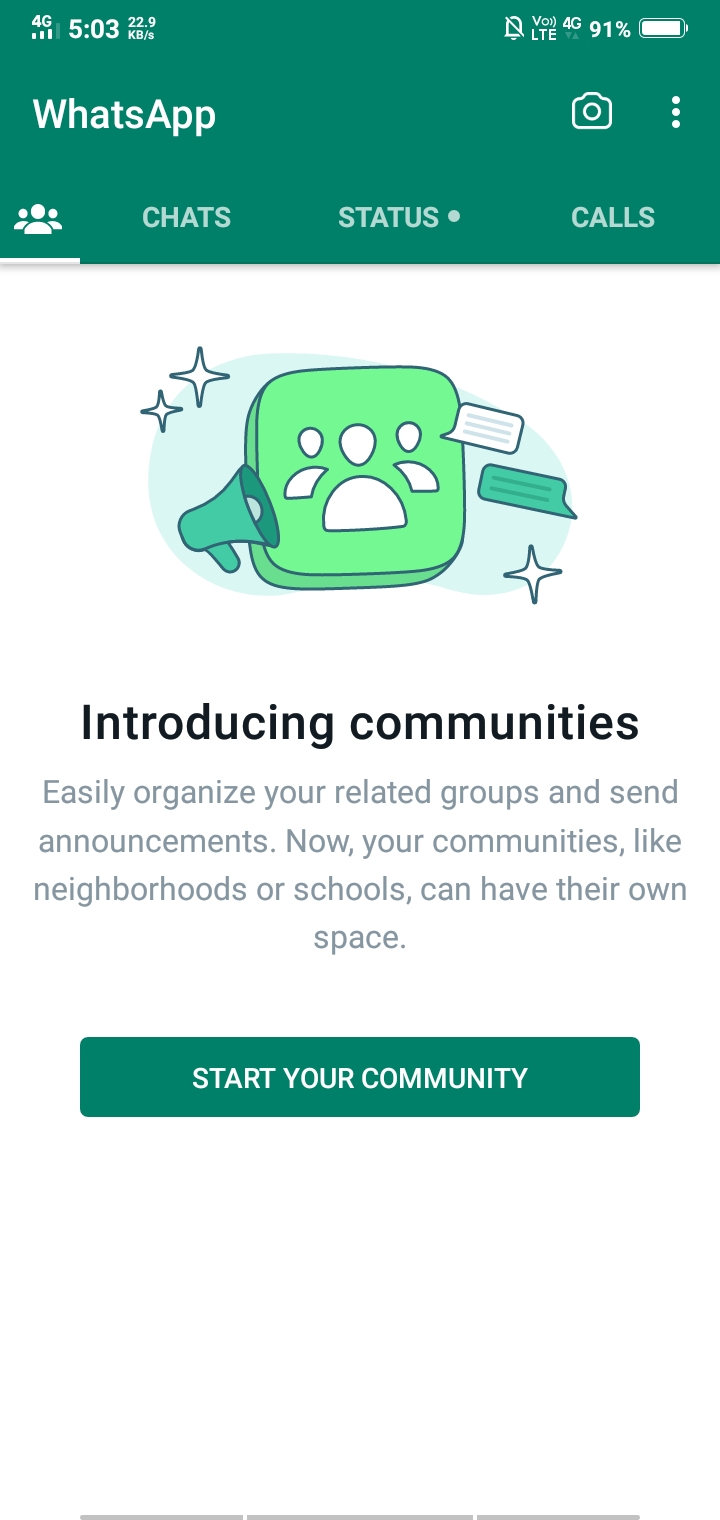 4G 5:03 22.9 KB/s Vo)) LTE 4G 91%
WhatsApp
CHATS STATUS CALLS
Introducing communities
Easily organize your related groups and send
announcements. Now, your communities, like
neighborhoods or schools, can have their own
space.
START YOUR COMMUNITY